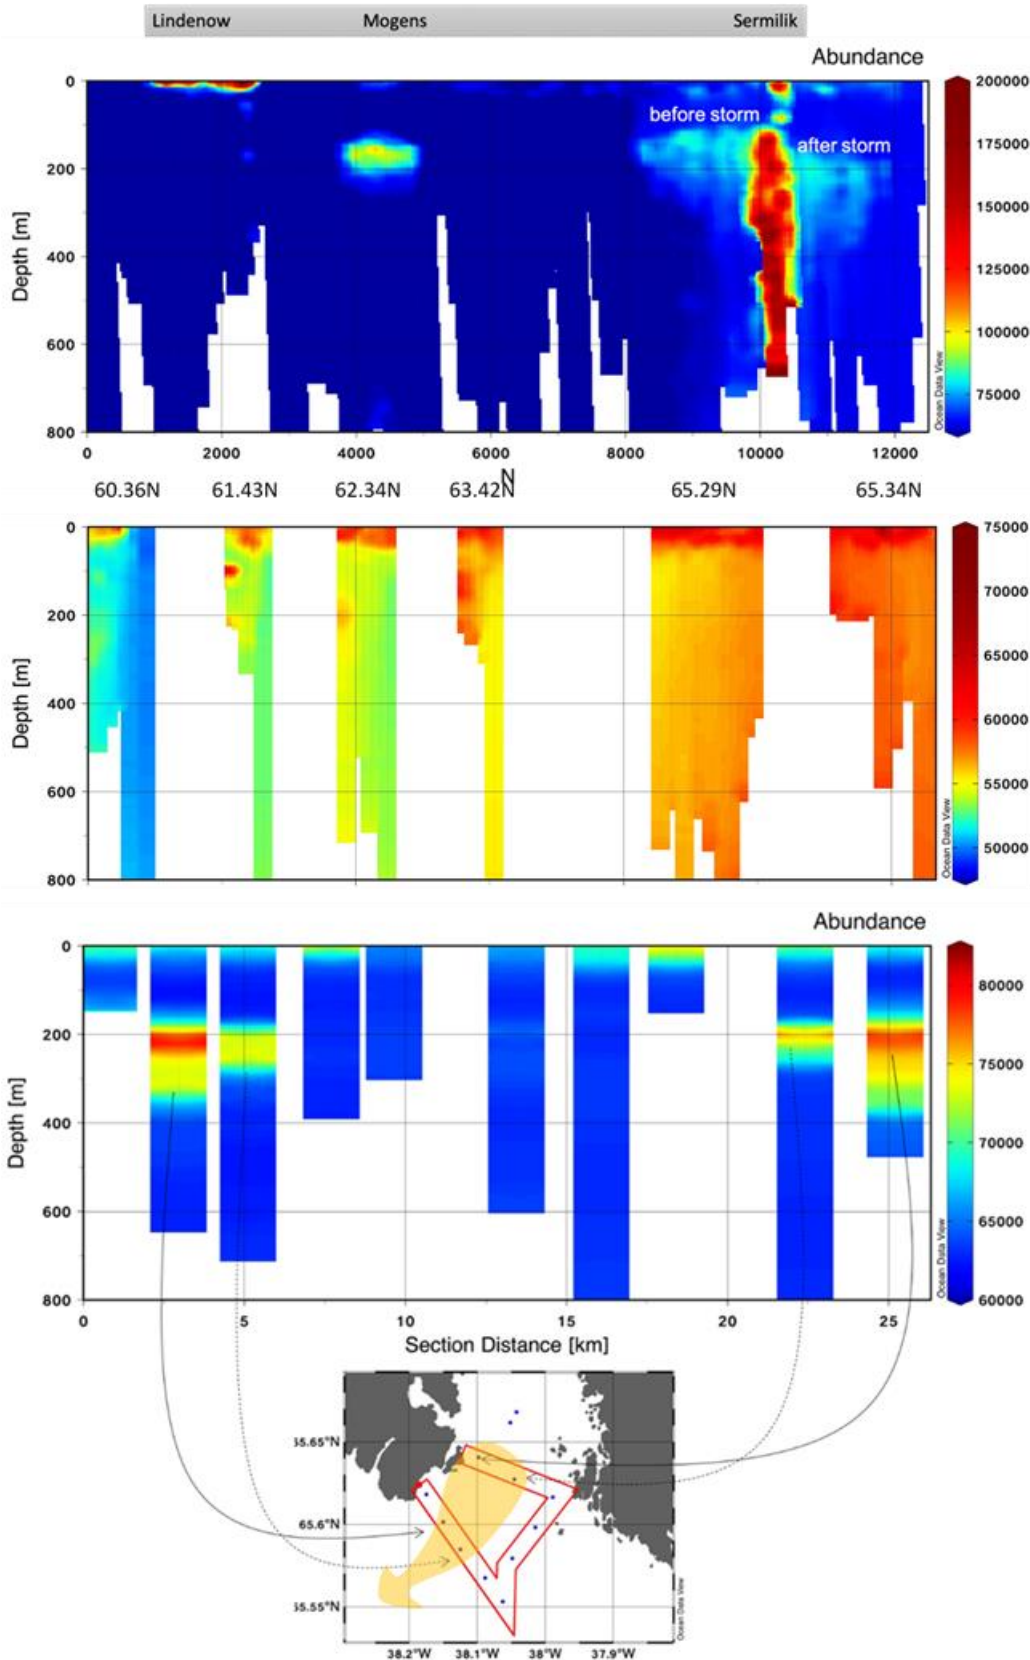 Lindenow Mogens Sermilik
Abundance
before storm
after storm
Depth [m]
0
200
400
600
800
0 2000 4000 6000 8000 10000 12000
N
200000
175000
150000
125000
100000
75000
Ocean Data View
60.36N 61.43N 62.34N 63.42N 65.29N 65.34N
Depth [m]
0
200
400
600
800
75000
70000
65000
60000
55000
50000
Ocean Data View
Abundance
Depth [m]
0
200
400
600
800
0 5 10 15 20 25
Section Distance [km]
80000
75000
70000
65000
60000
Ocean Data View
55.65°N
65.6°N
55.55°N
38.2°W 38.1°W 38°W 37.9°W
Ocean Data View